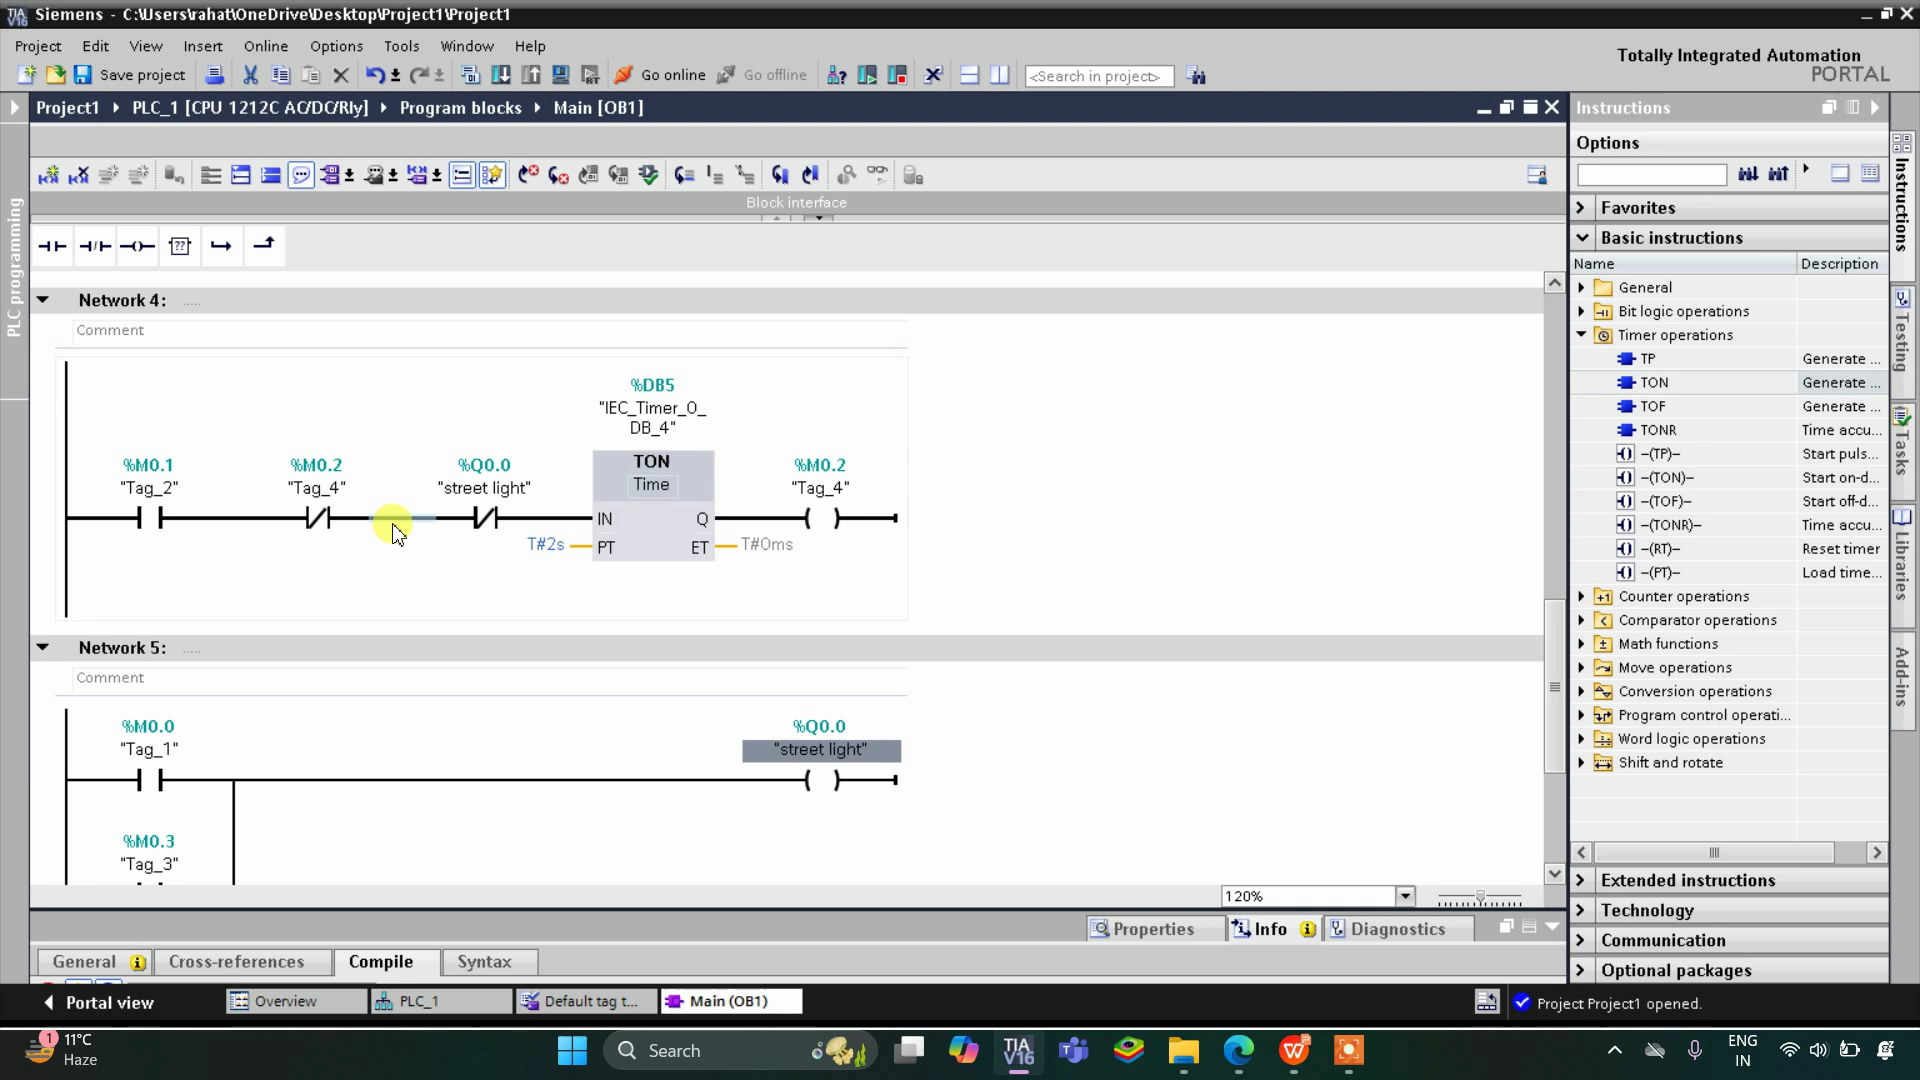 TIA V16 Siemens - C:\Users\rahat\OneDrive\Desktop\Project1\Project1
Project Edit View Insert Online Options Tools Window Help
Totally Integrated Automation
PORTAL
Save project Go online Go offline <Search in project>
Project1 PLC_1 [CPU 1212C AC/DC/Rly] Program blocks Main [OB1]
Block interface
PLC programming
Network 4: .....
Comment
%DB5
"IEC_Timer_0_
DB_4"
%M0.1 %M0.2 %Q0.0 TON %M0.2
"Tag_2" "Tag_4" "street light" Time "Tag_4"
IN Q
T#2s PT ET T#0ms
Network 5: .....
Comment
%M0.0 %Q0.0
"Tag_1" "street light"
%M0.3
"Tag_3"
120%
Properties Info Diagnostics
General Cross-references Compile Syntax
Instructions
Options
Favorites
Basic instructions
Name Description
General
Bit logic operations
Timer operations
TP Generate ...
TON Generate ...
TOF Generate ...
TONR Time accu...
-(TP)- Start puls...
-(TON)- Start on-d...
-(TOF)- Start off-d...
-(TONR)- Time accu...
-(RT)- Reset timer
-(PT)- Load time...
Counter operations
Comparator operations
Math functions
Move operations
Conversion operations
Program control operati...
Word logic operations
Shift and rotate
Extended instructions
Technology
Communication
Optional packages
Instructions
Testing
Tasks
Libraries
Add-ins
Portal view Overview PLC_1 Default tag t... Main (OB1) Project Project1 opened.
1 11°C
Haze
Search
TIA V16
ENG
IN